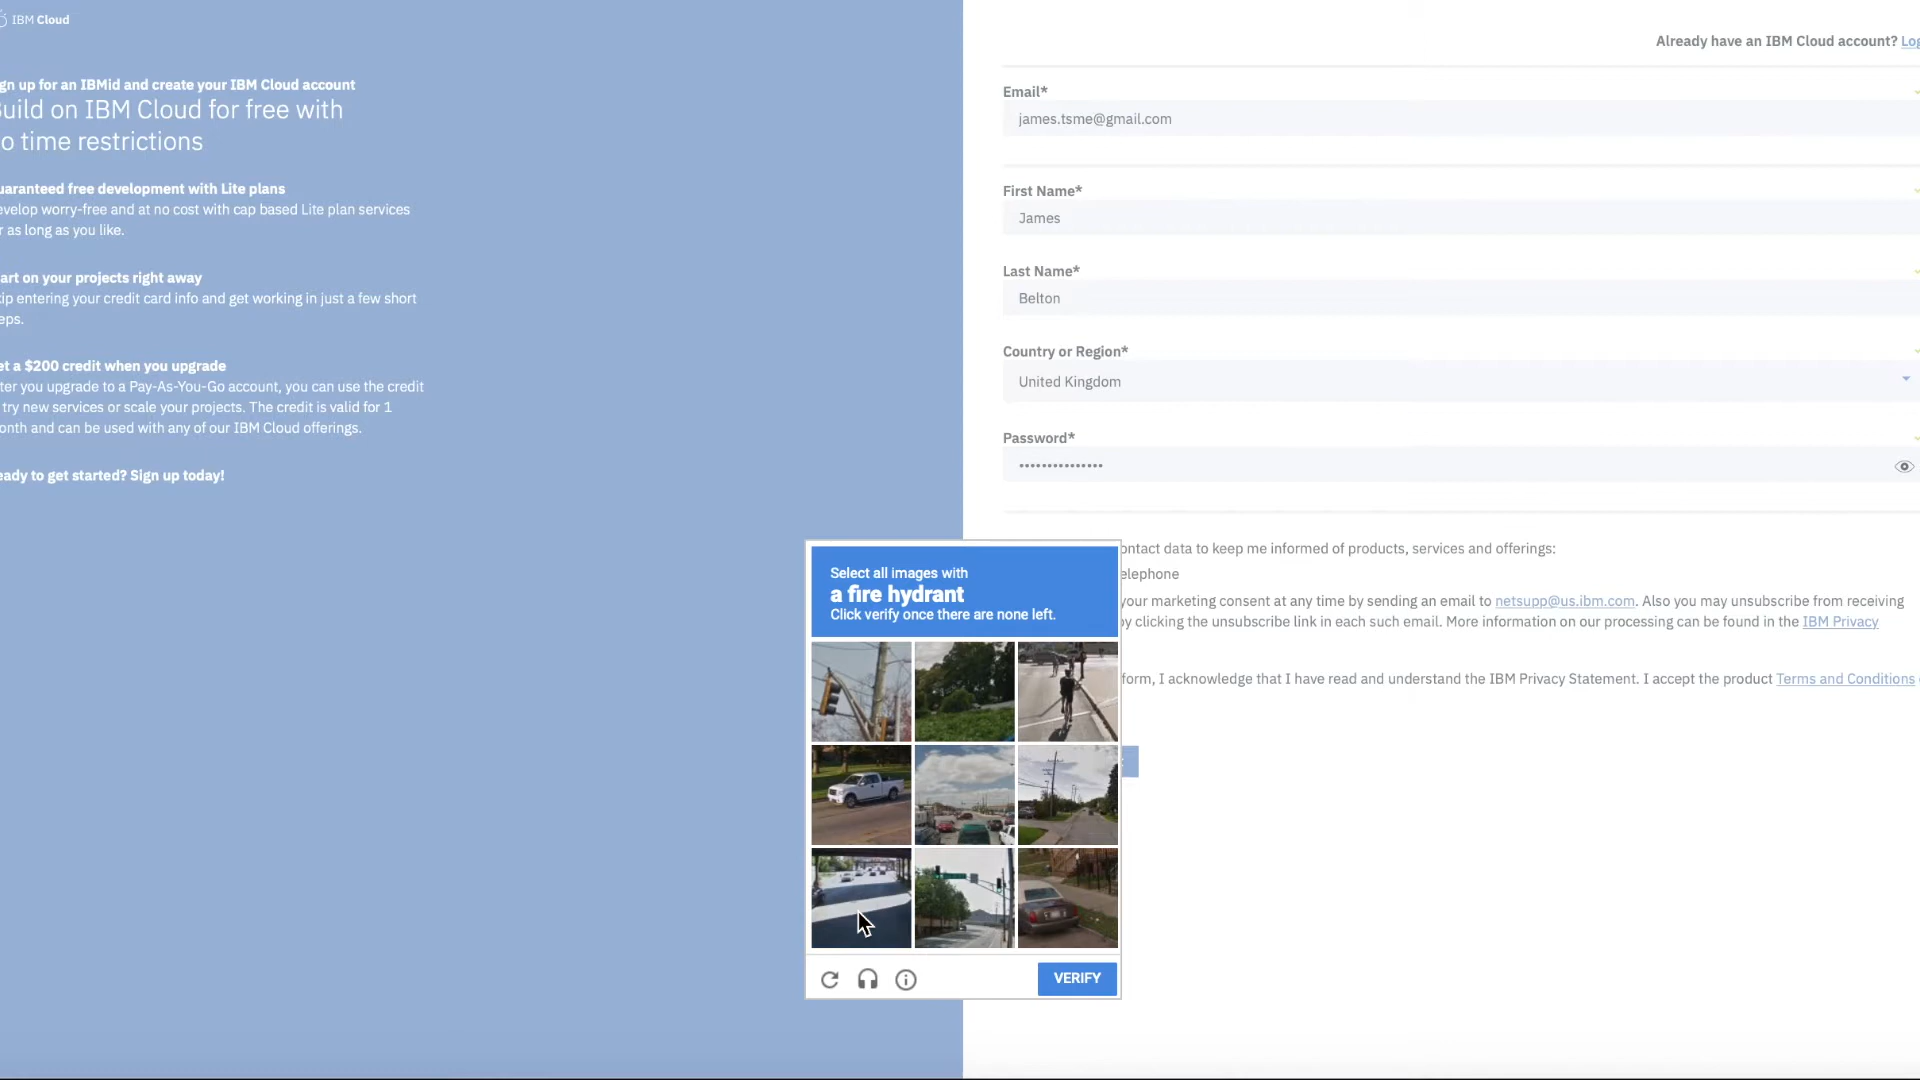 IBM Cloud
gn up for an IBMid and create your IBM Cloud account
uild on IBM Cloud for free with
o time restrictions
uaranteed free development with Lite plans
evelop worry-free and at no cost with cap based Lite plan services
r as long as you like.
art on your projects right away
ip entering your credit card info and get working in just a few short
eps.
et a $200 credit when you upgrade
ter you upgrade to a Pay-As-You-Go account, you can use the credit
try new services or scale your projects. The credit is valid for 1
onth and can be used with any of our IBM Cloud offerings.
eady to get started? Sign up today!
Already have an IBM Cloud account? Log
Email*
james.tsme@gmail.com
First Name*
James
Last Name*
Belton
Country or Region*
United Kingdom
Password*
•••••••••••••••
ontact data to keep me informed of products, services and offerings:
elephone
your marketing consent at any time by sending an email to netsupp@us.ibm.com. Also you may unsubscribe from receiving
by clicking the unsubscribe link in each such email. More information on our processing can be found in the IBM Privacy
form, I acknowledge that I have read and understand the IBM Privacy Statement. I accept the product Terms and Conditions
Select all images with
a fire hydrant
Click verify once there are none left.
VERIFY